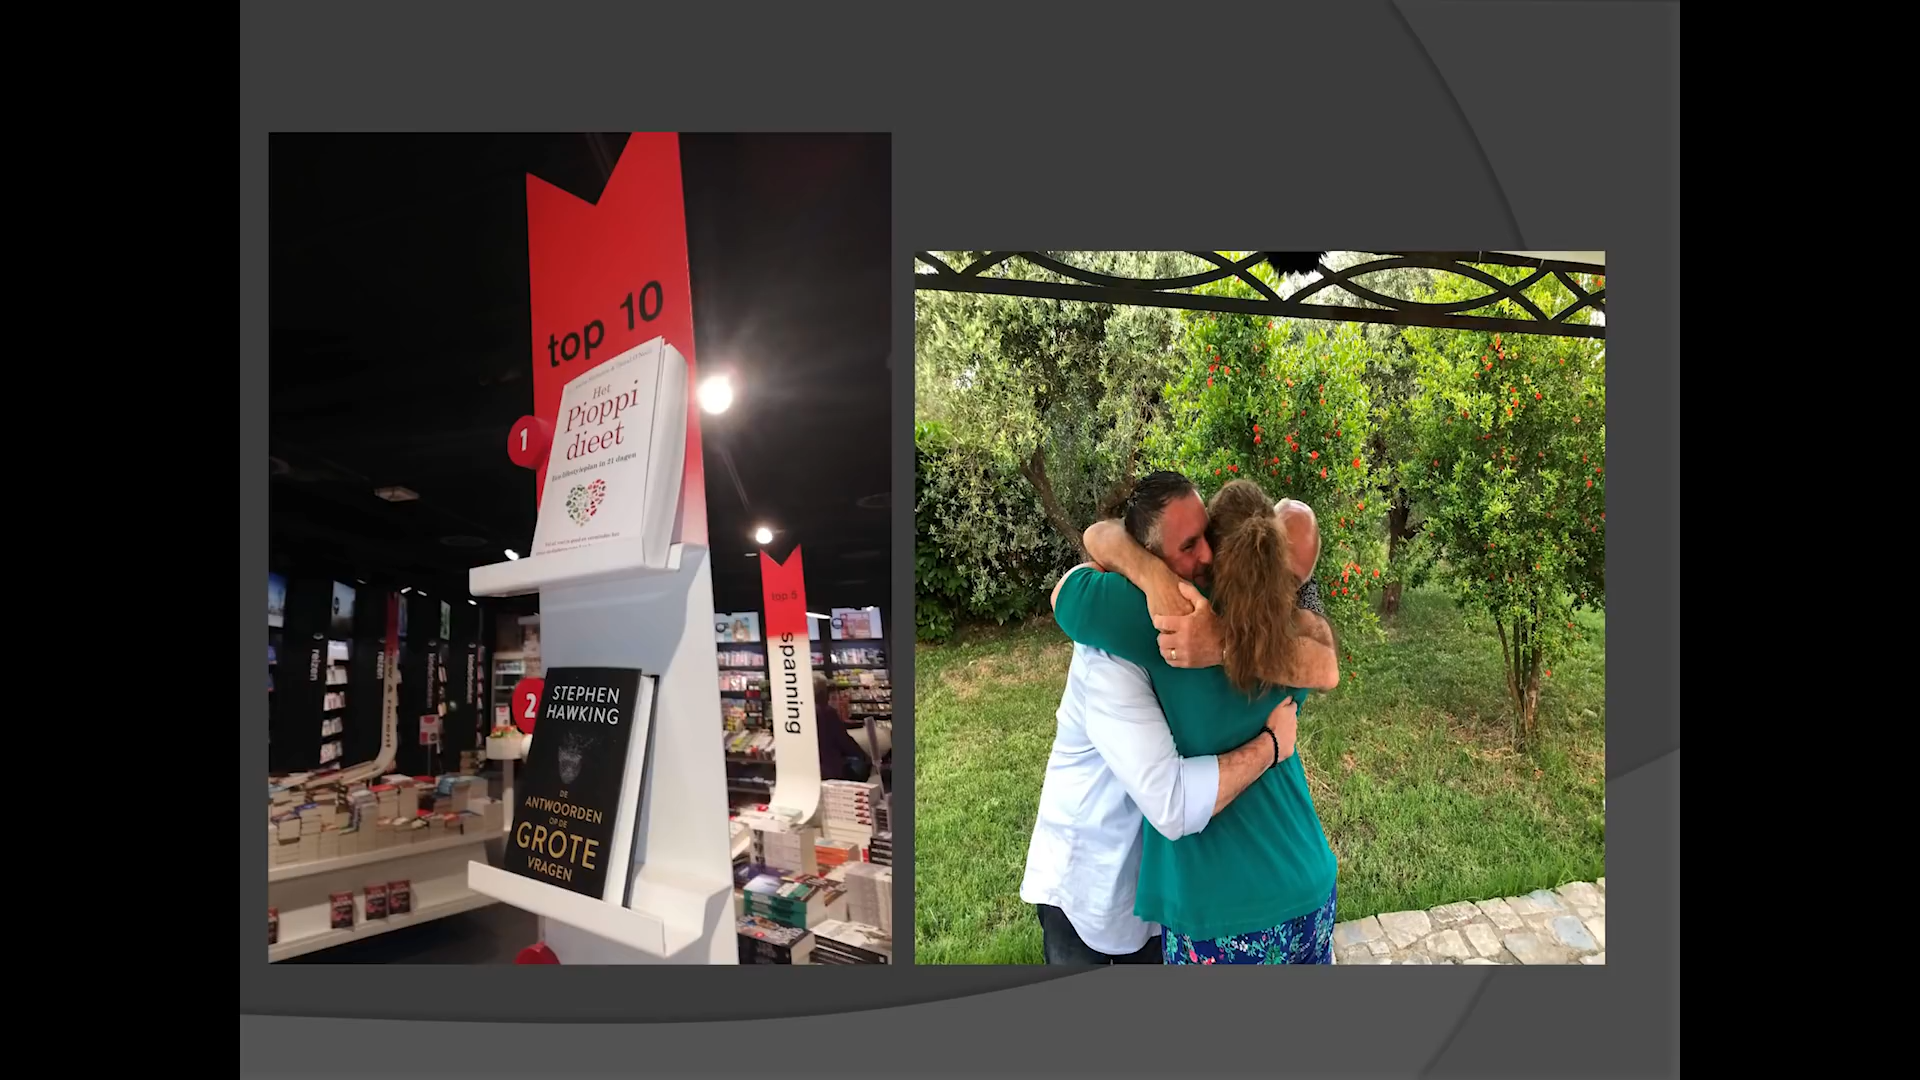 top 10
Het
Pioppi
dieet
Een lifestyleplan in 21 dagen
1
2
STEPHEN
HAWKING
DE
ANTWOORDEN
OP DE
GROTE
VRAGEN
top 5
spanning
reizen